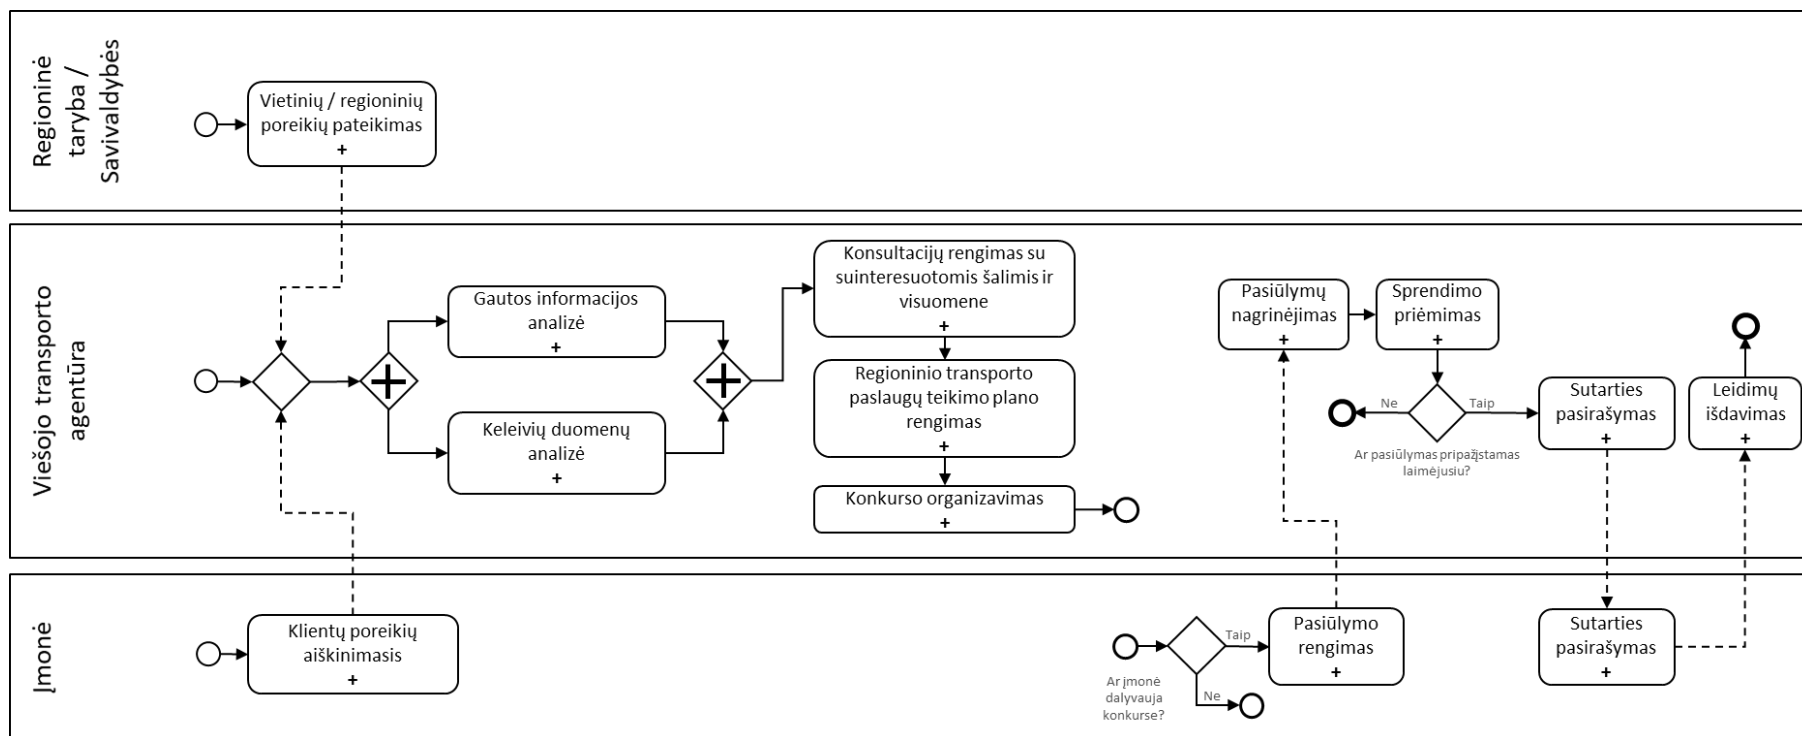 Regioninė
taryba /
Savivaldybės
Vietinių / regioninių
poreikių pateikimas
+
Viešojo transporto
agentūra
Gautos informacijos
analizė
+
Keleivių duomenų
analizė
+
Konsultacijų rengimas su
suinteresuotomis šalimis ir
visuomene
+
Regioninio transporto
paslaugų teikimo plano
rengimas
+
Konkurso organizavimas
+
Pasiūlymų
nagrinėjimas
+
Sprendimo
priėmimas
+
Ne
Taip
Ar pasiūlymas pripažįstamas
laimėjusiu?
Sutarties
pasirašymas
+
Leidimų
išdavimas
+
Įmonė
Klientų poreikių
aiškinimasis
+
Ar įmonė
dalyvauja
konkurse?
Taip
Ne
Pasiūlymo
rengimas
+
Sutarties
pasirašymas
+